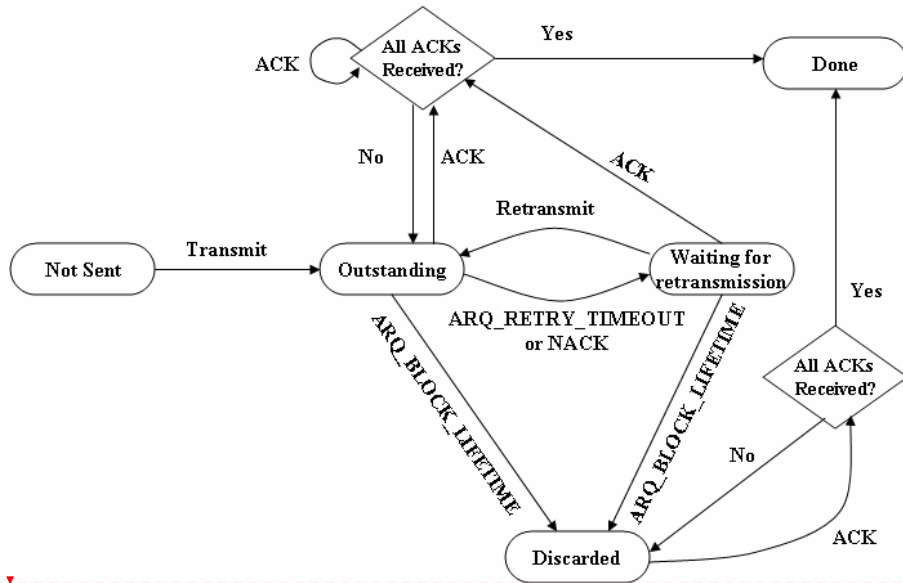 Yes
All ACKs
Received?
ACK
Done
No
ACK
ACK
Retransmit
Transmit
Not Sent
Outstanding
Waiting for
retransmission
Yes
ARQ_RETRY_TIMEOUT
or NACK
ARQ_BLOCK_LIFETIME
ARQ_BLOCK_LIFETIME
All ACKs
Received?
No
ACK
Discarded